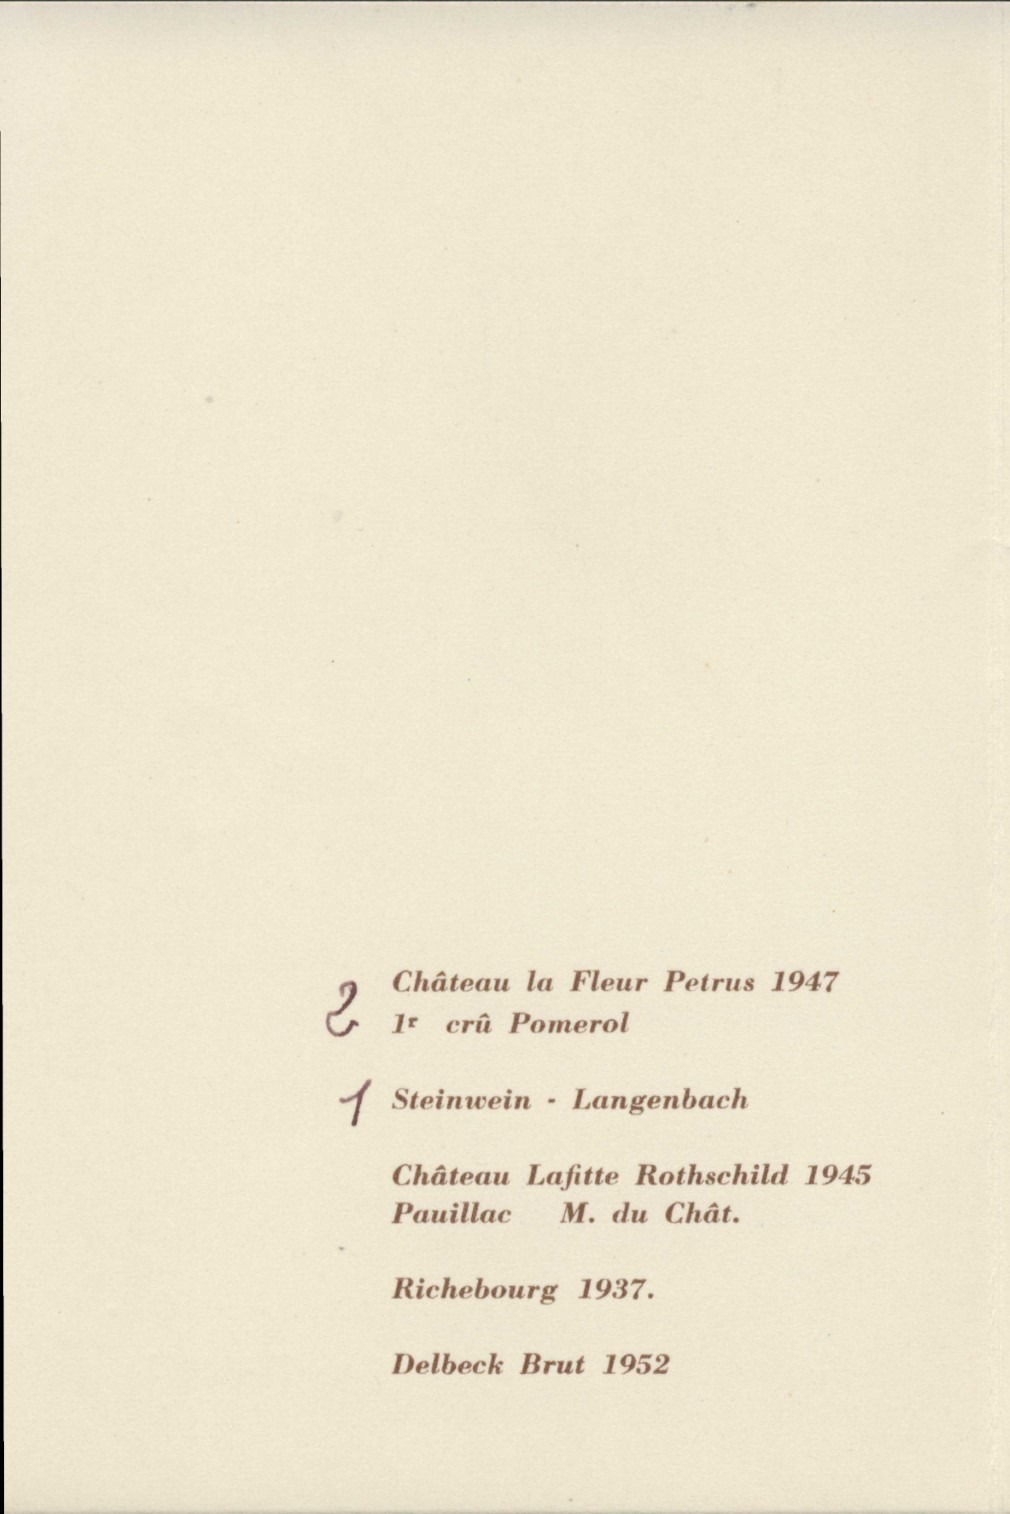 2 Château la Fleur Petrus 1947
1r crû Pomerol
1 Steinwein - Langenbach
Château Lafitte Rothschild 1945
Pauillac M. du Chât.
Richebourg 1937.
Delbeck Brut 1952